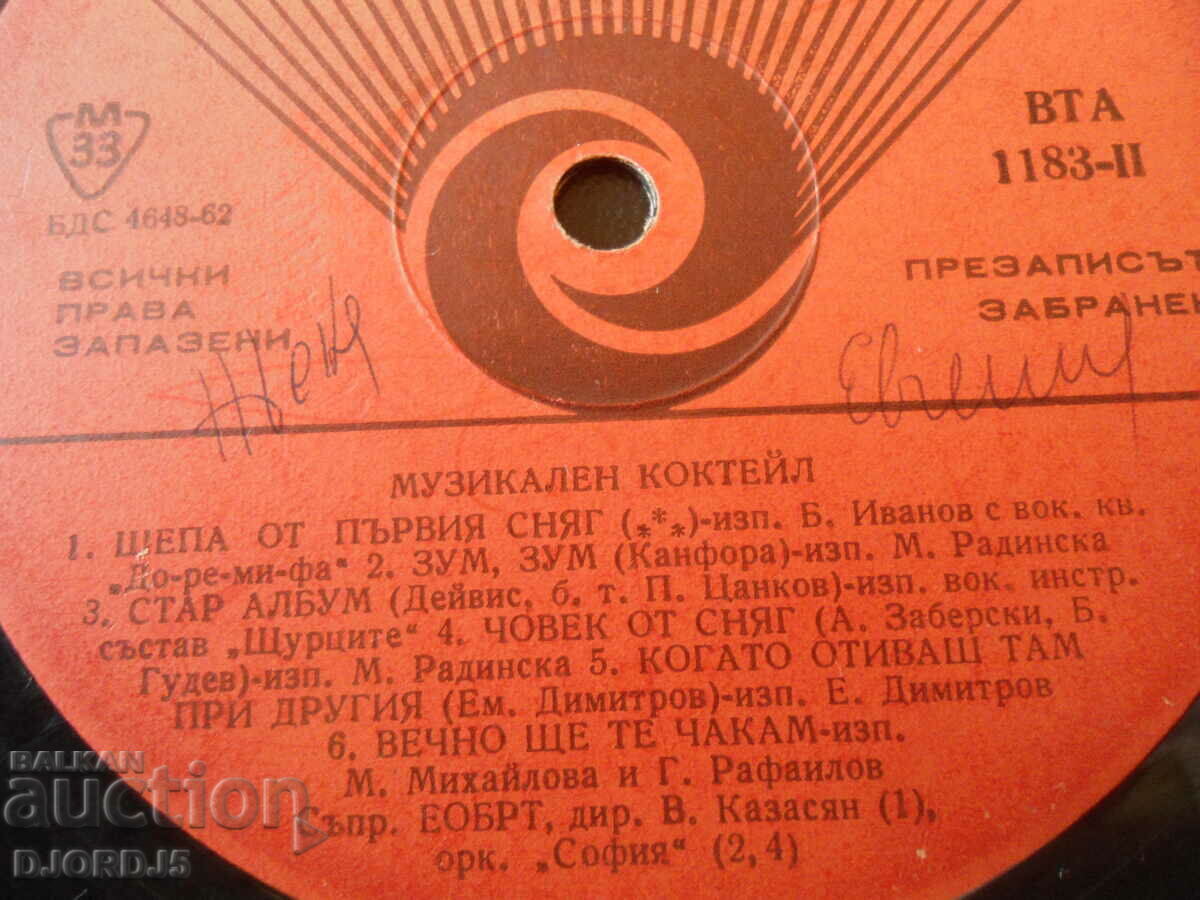 М
33
БДС 4648-62
ВСИЧКИ
ПРАВА
ЗАПАЗЕНИ
ВТА
1183-II
ПРЕЗАПИСЪТ
ЗАБРАНЕН
Жени
Евгении
МУЗИКАЛЕН КОКТЕЙЛ
1. ШЕПА ОТ ПЪРВИЯ СНЯГ (***)-изп. Б. Иванов с вок. кв.
„До-ре-ми-фа“ 2. ЗУМ, ЗУМ (Канфора)-изп. М. Радинска
3. СТАР АЛБУМ (Дейвис, б. т. П. Цанков)-изп. вок. инстр.
състав „Щурците“ 4. ЧОВЕК ОТ СНЯГ (А. Заберски, Б.
Гудев)-изп. М. Радинска 5. КОГАТО ОТИВАШ ТАМ
ПРИ ДРУГИЯ (Ем. Димитров)-изп. Е. Димитров
6. ВЕЧНО ЩЕ ТЕ ЧАКАМ-изп.
М. Михайлова и Г. Рафаилов
Съпр. ЕОБРТ, дир. В. Казасян (1),
орк. „София“ (2,4)
BALKAN
auction
DJORDJ5